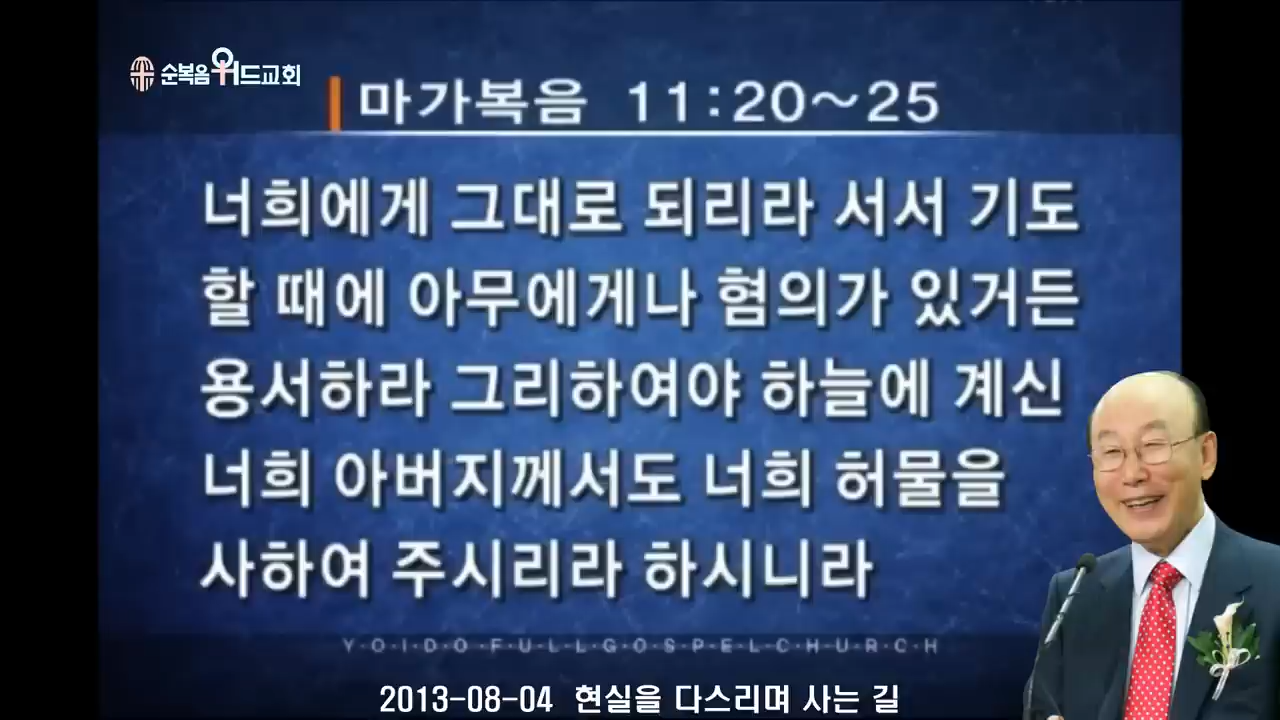 순복음위드교회
마가복음 11:20~25
너희에게 그대로 되리라 서서 기도
할 때에 아무에게나 혐의가 있거든
용서하라 그리하여야 하늘에 계신
너희 아버지께서도 너희 허물을
사하여 주시리라 하시니라
Y·O·I·D·O·F·U·L·L·G·O·S·P·E·L·C·H·U·R·C·H
2013-08-04 현실을 다스리며 사는 길